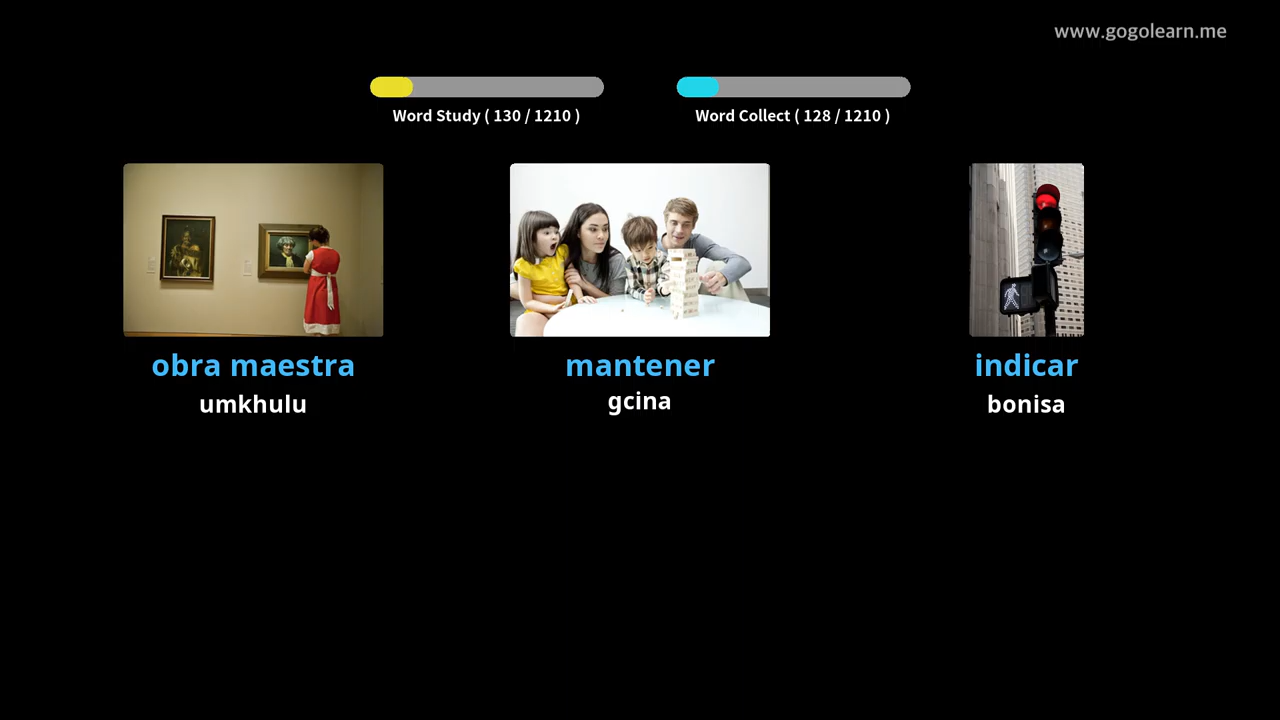 www.gogolearn.me
Word Study ( 130 / 1210 )
Word Collect ( 128 / 1210 )
obra maestra
umkhulu
mantener
gcina
indicar
bonisa